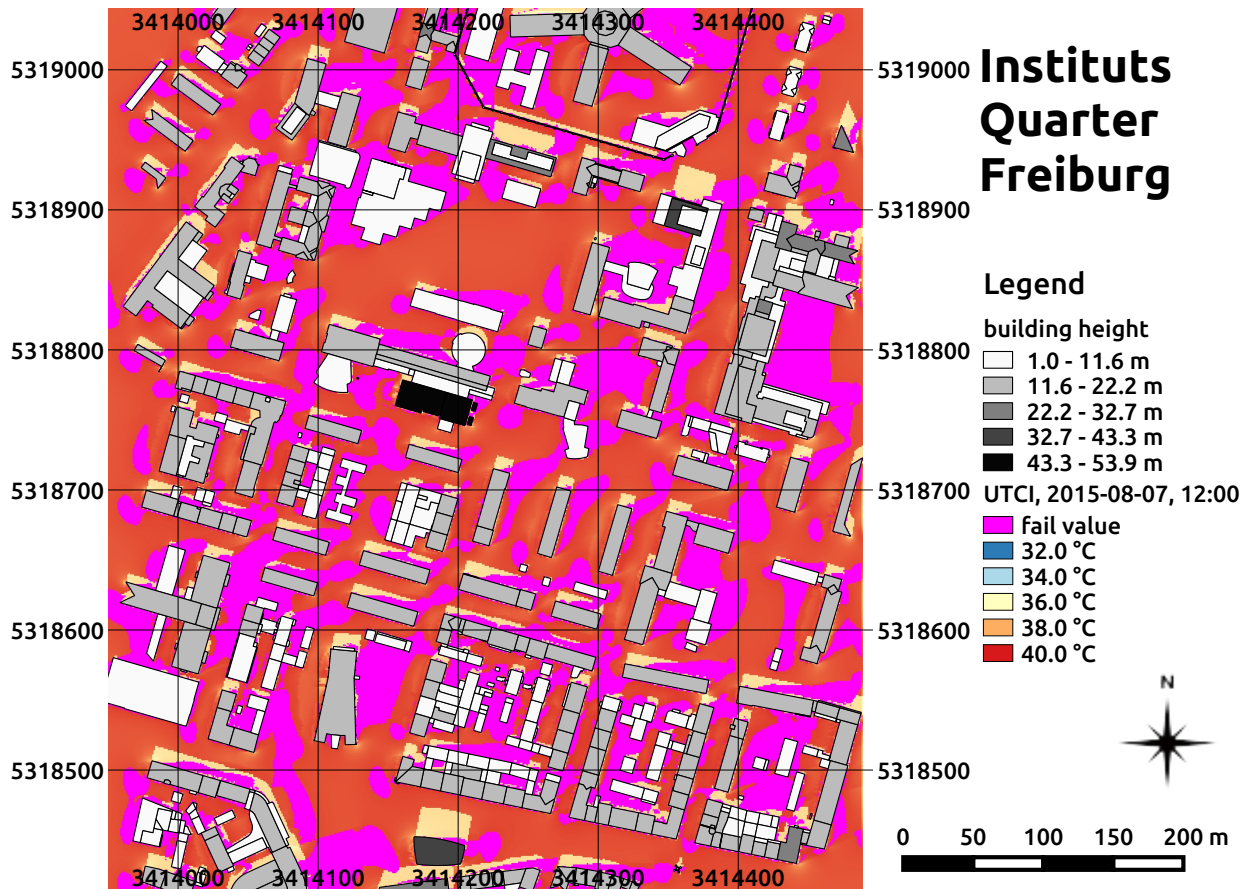 3414000 3414100 3414200 3414300 3414400
5319000 5319000
5318900 5318900
5318800 5318800
5318700 5318700
5318600 5318600
5318500 5318500
3414000 3414100 3414200 3414300 3414400
Instituts
Quarter
Freiburg
Legend
building height
1.0 - 11.6 m
11.6 - 22.2 m
22.2 - 32.7 m
32.7 - 43.3 m
43.3 - 53.9 m
UTCI, 2015-08-07, 12:00
fail value
32.0 °C
34.0 °C
36.0 °C
38.0 °C
40.0 °C
N
0 50 100 150 200 m